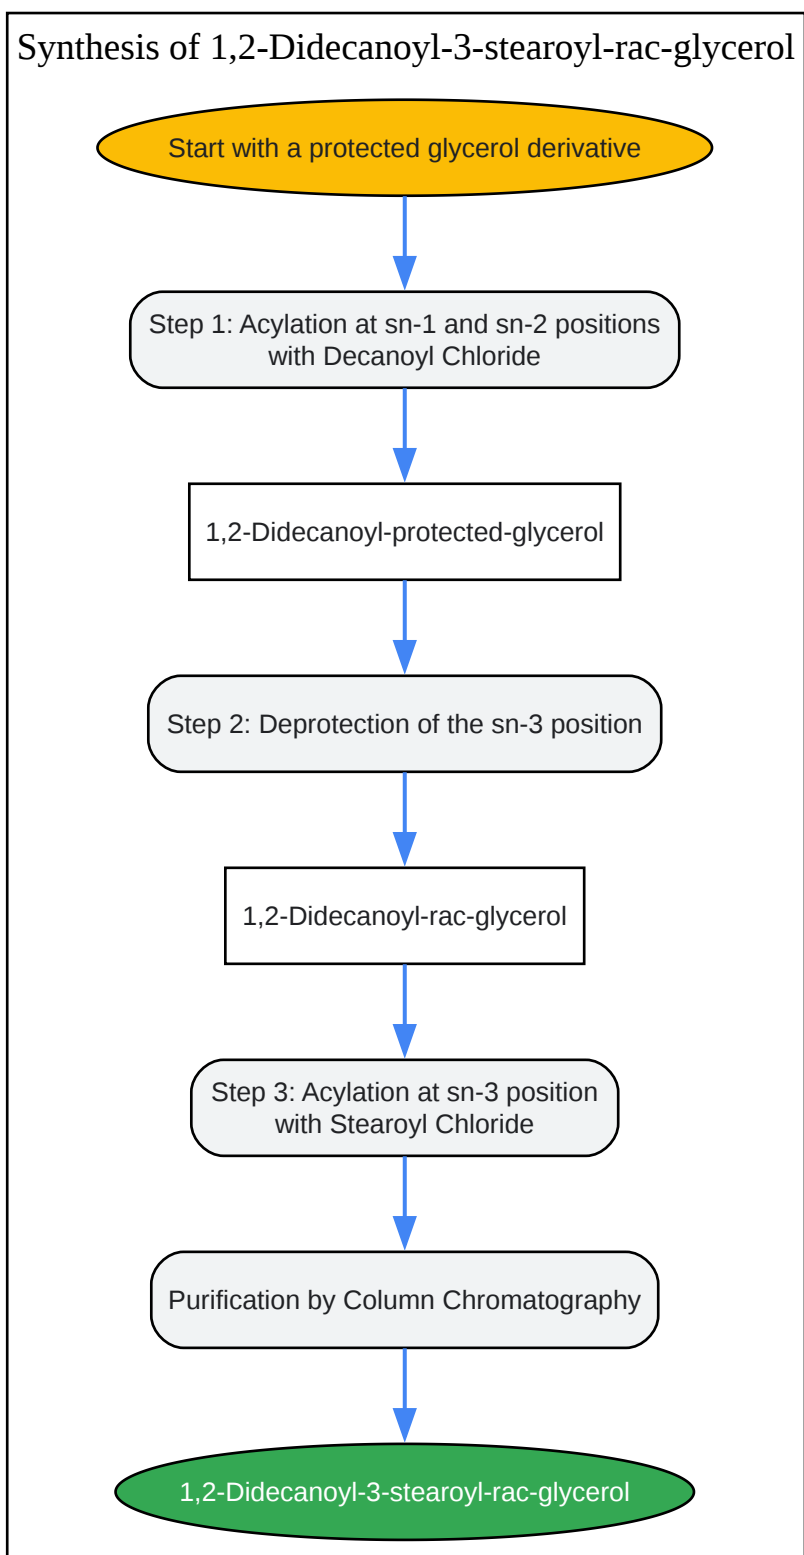 Synthesis of 1,2-Didecanoyl-3-stearoyl-rac-glycerol
Start with a protected glycerol derivative
Step 1: Acylation at sn-1 and sn-2 positions
with Decanoyl Chloride
1,2-Didecanoyl-protected-glycerol
Step 2: Deprotection of the sn-3 position
1,2-Didecanoyl-rac-glycerol
Step 3: Acylation at sn-3 position
with Stearoyl Chloride
Purification by Column Chromatography
1,2-Didecanoyl-3-stearoyl-rac-glycerol